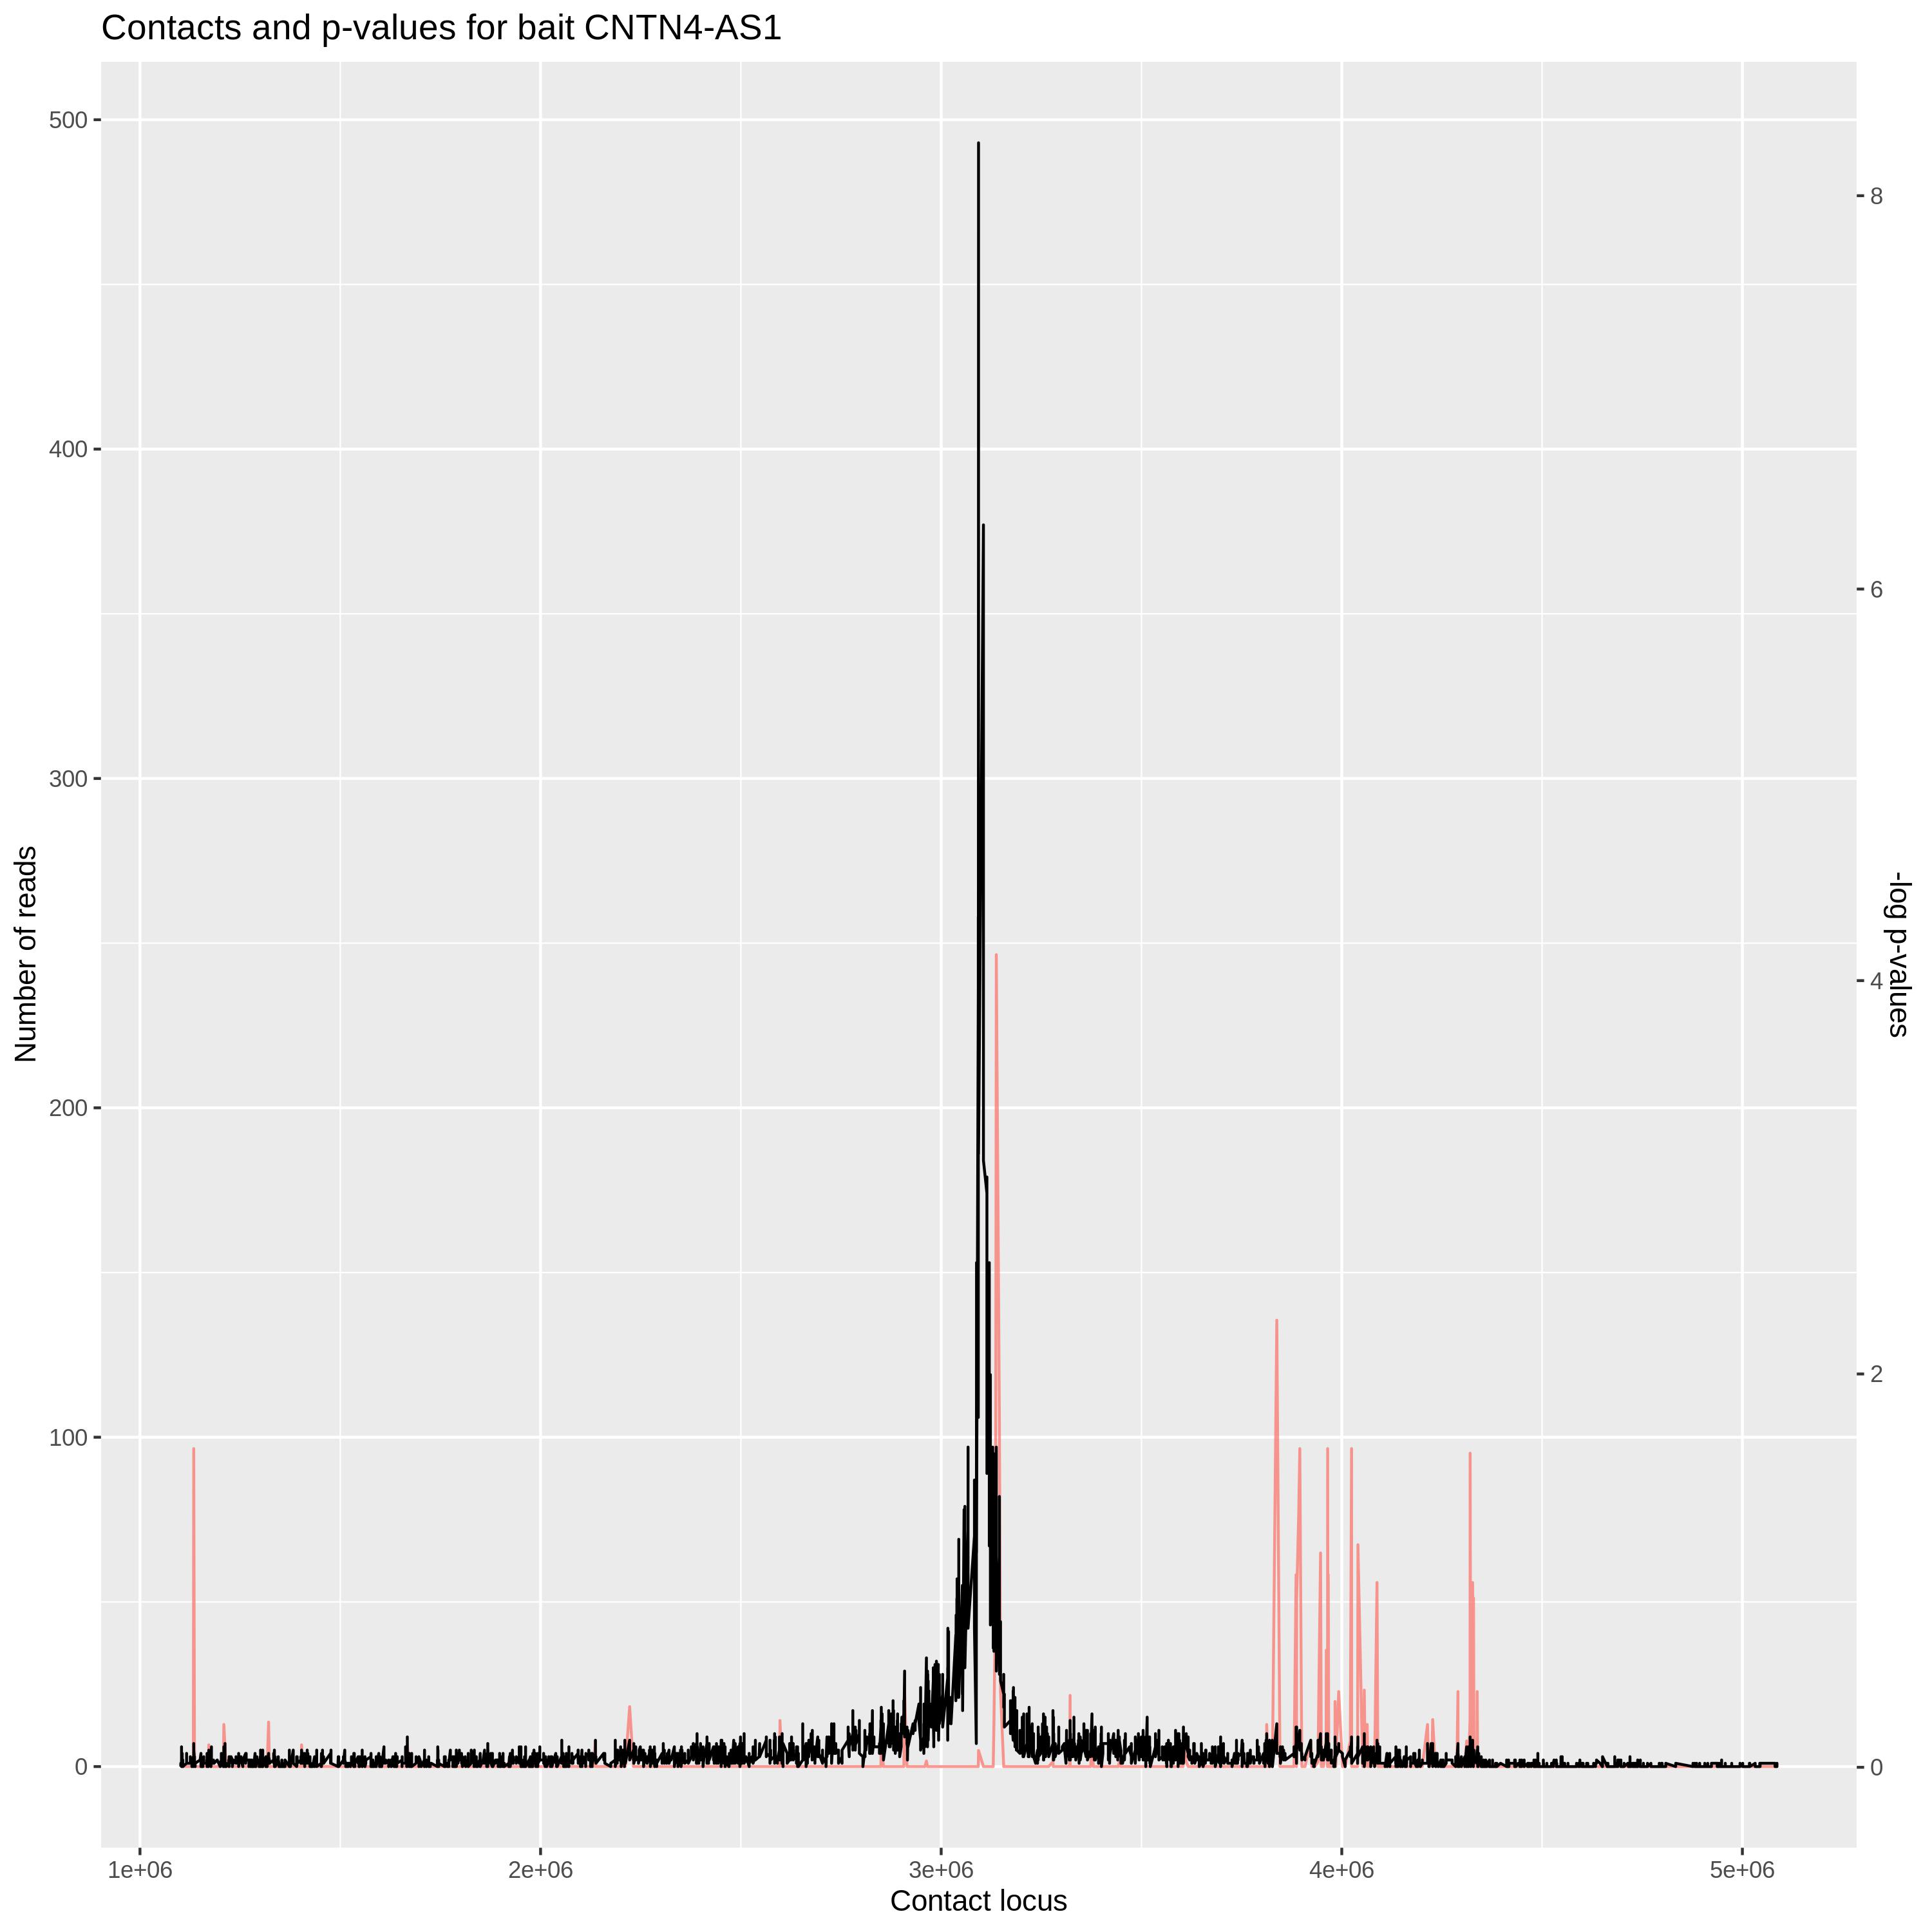 Contacts and p-values for bait CNTN4-AS1
500
400
300
200
100
0
Number of reads
8
6
4
2
0
-log p-values
1e+06
2e+06
3e+06
4e+06
5e+06
Contact locus